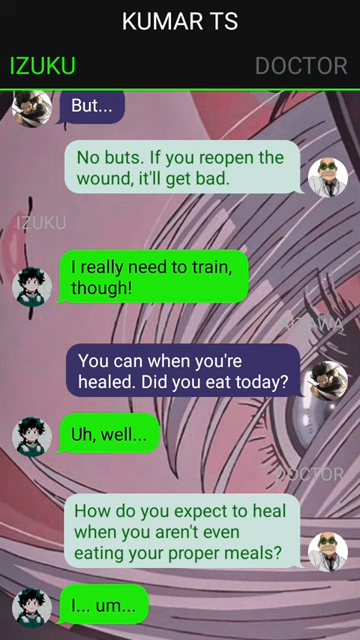 KUMAR TS
IZUKU
DOCTOR
But...
No buts. If you reopen the
wound, it'll get bad.
IZUKU
I really need to train,
though!
AIZAWA
You can when you're
healed. Did you eat today?
Uh, well...
DOCTOR
How do you expect to heal
when you aren't even
eating your proper meals?
I... um...